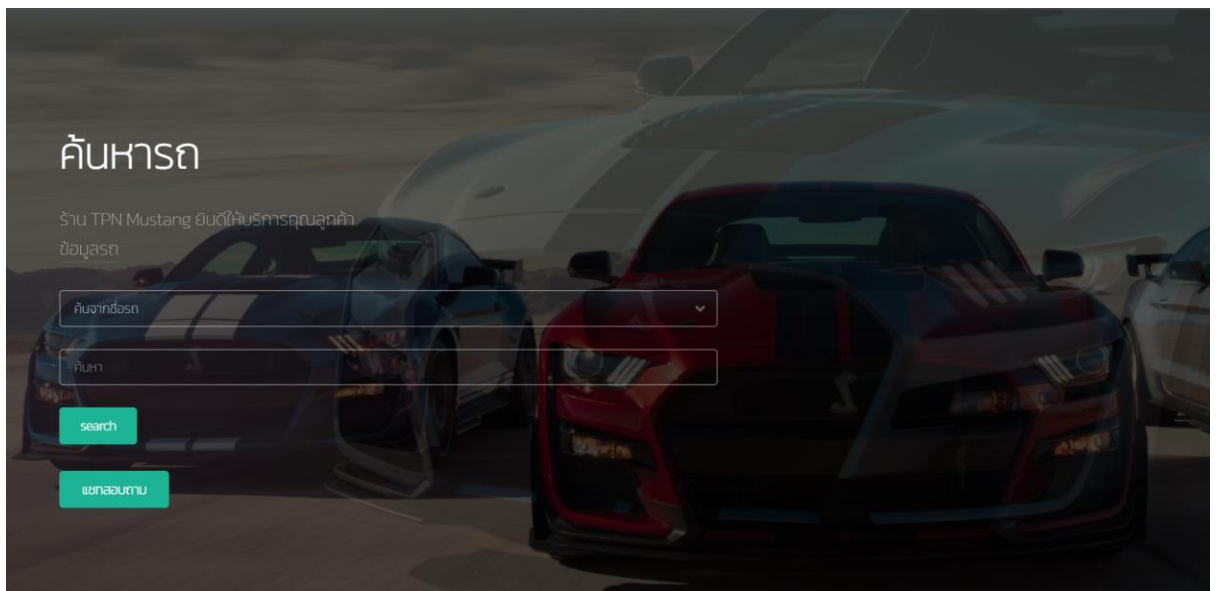 ค้นหารถ
ร้าน TPN Mustang ยินดีให้บริการคุณลูกค้า
ข้อมูลรถ
ค้นจากชื่อรถ
ค้นหา
search
แชทสอบถาม